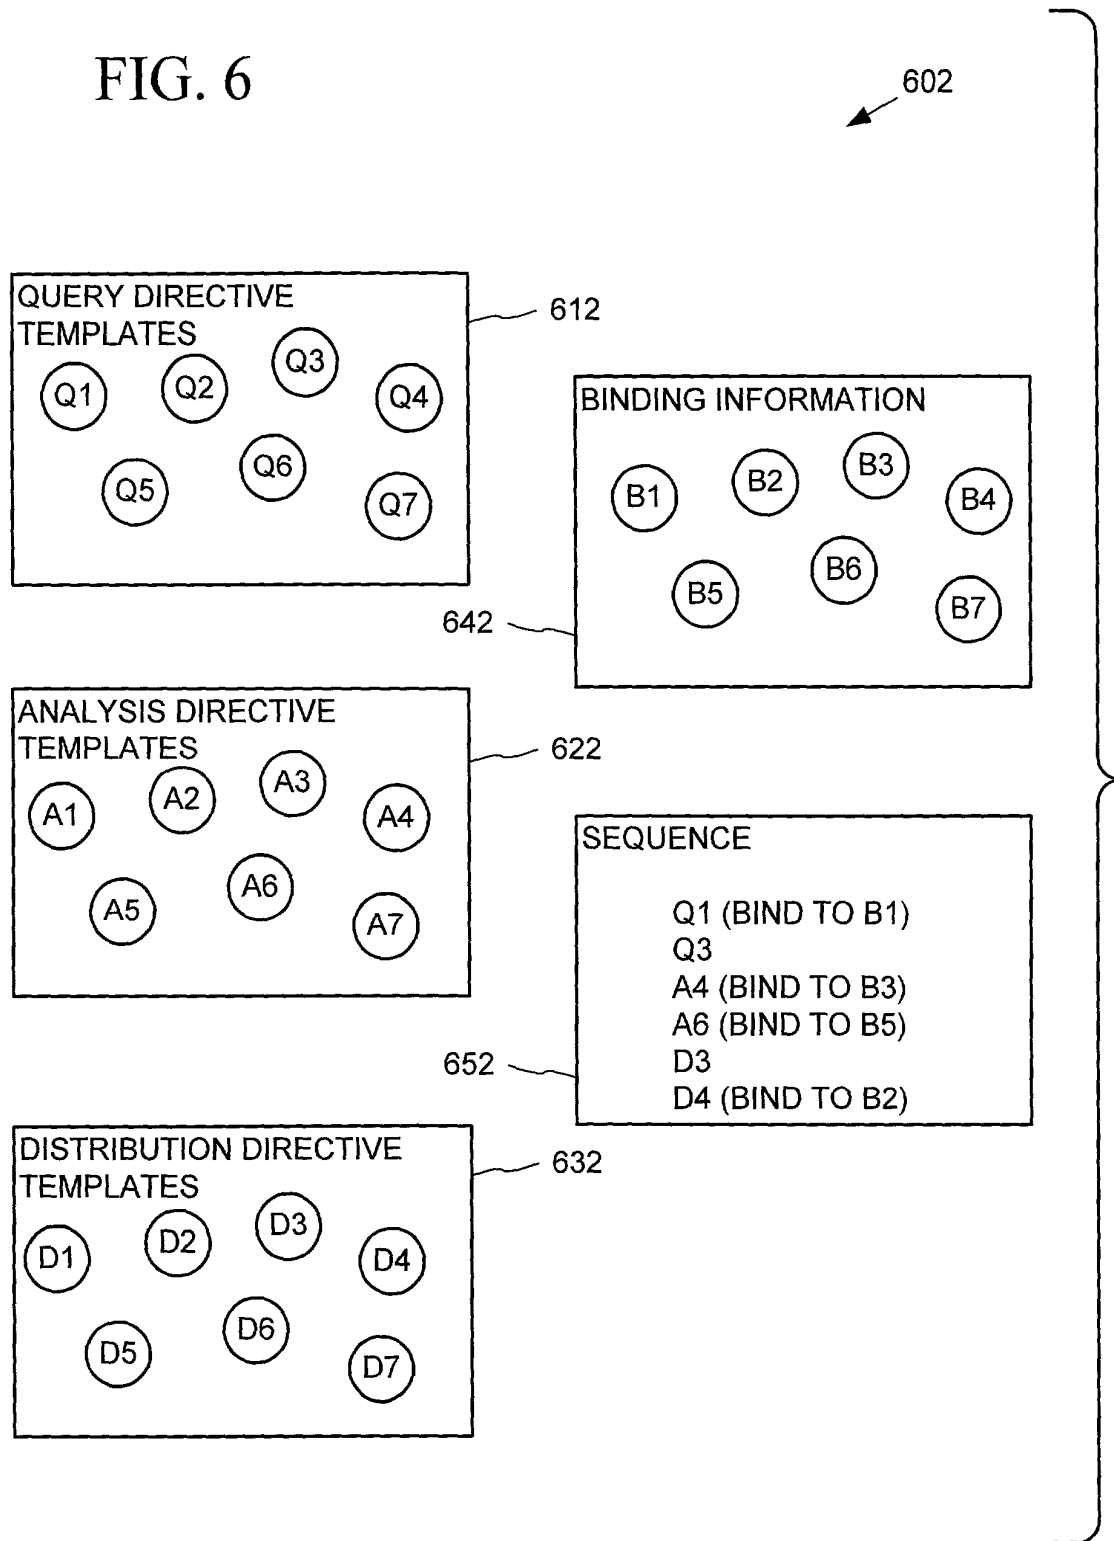 FIG. 6
602
QUERY DIRECTIVE
TEMPLATES
Q1
Q2
Q3
Q4
Q5
Q6
Q7
612
BINDING INFORMATION
B1
B2
B3
B4
B5
B6
B7
642
ANALYSIS DIRECTIVE
TEMPLATES
A1
A2
A3
A4
A5
A6
A7
622
SEQUENCE
Q1 (BIND TO B1)
Q3
A4 (BIND TO B3)
A6 (BIND TO B5)
D3
D4 (BIND TO B2)
652
DISTRIBUTION DIRECTIVE
TEMPLATES
D1
D2
D3
D4
D5
D6
D7
632